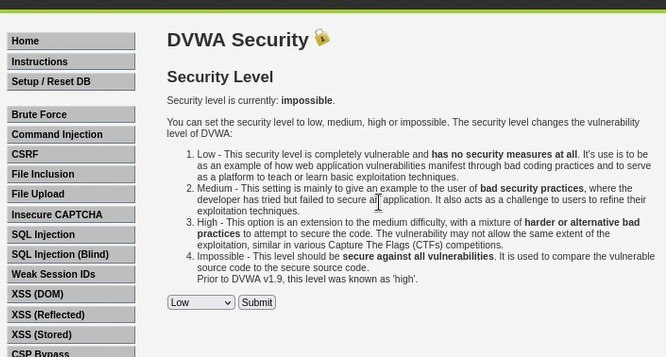 Home
Instructions
Setup / Reset DB
Brute Force
Command Injection
CSRF
File Inclusion
File Upload
Insecure CAPTCHA
SQL Injection
SQL Injection (Blind)
Weak Session IDs
XSS (DOM)
XSS (Reflected)
XSS (Stored)
CSP Bypass
DVWA Security
Security Level
Security level is currently: impossible.
You can set the security level to low, medium, high or impossible. The security level changes the vulnerability
level of DVWA:
1. Low - This security level is completely vulnerable and has no security measures at all. It's use is to be
as an example of how web application vulnerabilities manifest through bad coding practices and to serve
as a platform to teach or learn basic exploitation techniques.
2. Medium - This setting is mainly to give an example to the user of bad security practices, where the
developer has tried but failed to secure an application. It also acts as a challenge to users to refine their
exploitation techniques.
3. High - This option is an extension to the medium difficulty, with a mixture of harder or alternative bad
practices to attempt to secure the code. The vulnerability may not allow the same extent of the
exploitation, similar in various Capture The Flags (CTFs) competitions.
4. Impossible - This level should be secure against all vulnerabilities. It is used to compare the vulnerable
source code to the secure source code.
Prior to DVWA v1.9, this level was known as 'high'.
Low
Submit